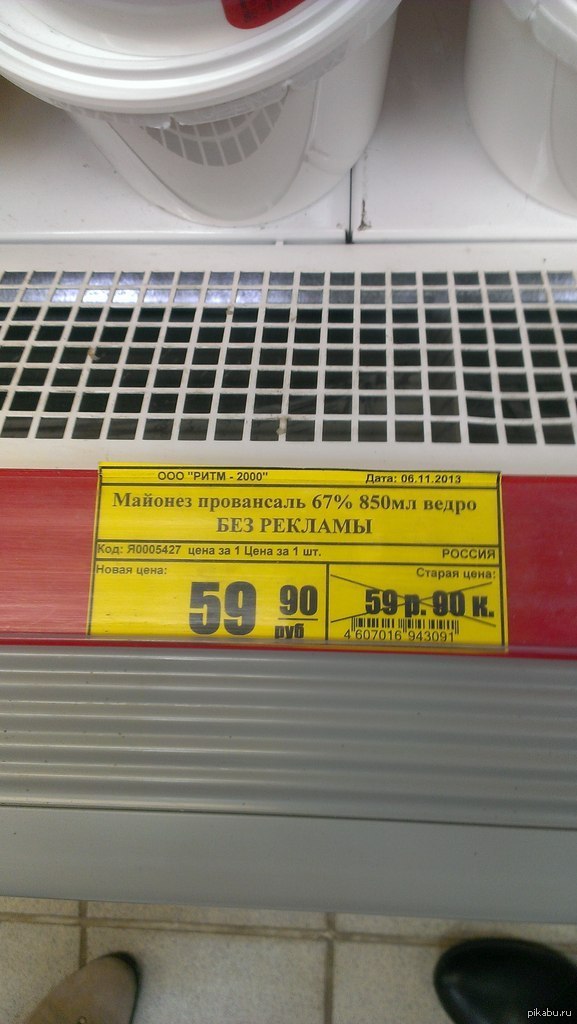 ООО "РИТМ - 2000" Дата: 06.11.2013
Майонез провансаль 67% 850мл ведро
БЕЗ РЕКЛАМЫ
Код: Я0005427 цена за 1 Цена за 1 шт. РОССИЯ
Новая цена: Старая цена:
59 90 руб 59 р. 90 к.
4 607016 943091
pikabu.ru